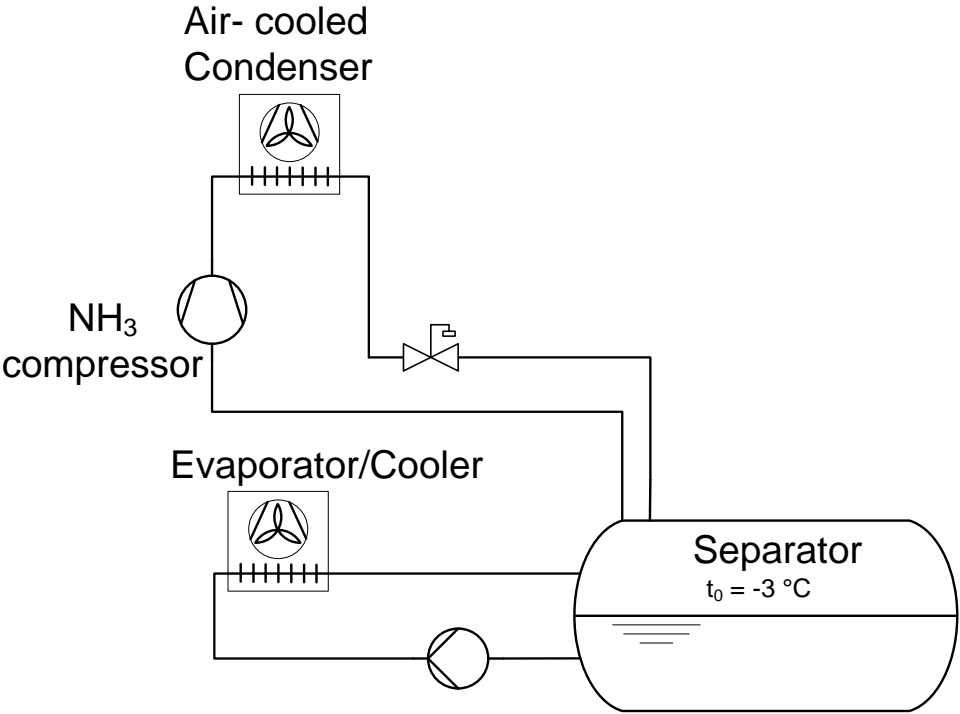 Air- cooled
Condenser
NH₃
compressor
Evaporator/Cooler
Separator
t₀ = -3 °C